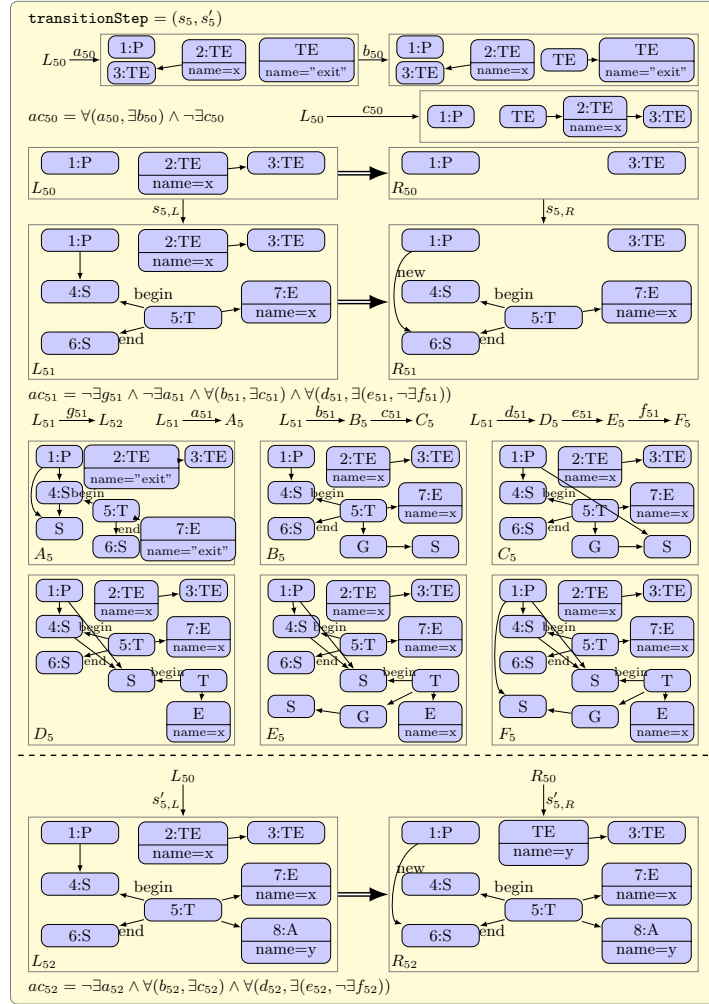 transitionStep = (s₅, s′₅)
L₅₀ a₅₀ 1:P 3:TE 2:TE name=x TE name="exit" b₅₀ 1:P 3:TE 2:TE name=x TE TE name="exit"
ac₅₀ = ∀(a₅₀, ∃b₅₀) ∧ ¬∃c₅₀ L₅₀ c₅₀ 1:P TE 2:TE name=x 3:TE
1:P 2:TE name=x 3:TE L₅₀ 1:P 3:TE R₅₀
s₅,L s₅,R
1:P 2:TE name=x 3:TE 1:P 3:TE
new
4:S begin 7:E name=x 4:S begin 7:E name=x
5:T 5:T
6:S end 6:S end
L₅₁ R₅₁
ac₅₁ = ¬∃g₅₁ ∧ ¬∃a₅₁ ∧ ∀(b₅₁, ∃c₅₁) ∧ ∀(d₅₁, ∃(e₅₁, ¬∃f₅₁))
L₅₁ g₅₁ L₅₂ L₅₁ a₅₁ A₅ L₅₁ b₅₁ B₅ c₅₁ C₅ L₅₁ d₅₁ D₅ e₅₁ E₅ f₅₁ F₅
1:P 2:TE name="exit" 3:TE 1:P 2:TE name=x 3:TE 1:P 2:TE name=x 3:TE
4:S begin 5:T 4:S begin 5:T 7:E name=x 4:S begin 5:T 7:E name=x
S end 6:S 7:E name="exit" 6:S end 6:S end
A₅ B₅ G S C₅ G S
1:P 2:TE name=x 3:TE 1:P 2:TE name=x 3:TE 1:P 2:TE name=x 3:TE
4:S begin 5:T 7:E name=x 4:S begin 5:T 7:E name=x 4:S begin 5:T 7:E name=x
6:S end 6:S end 6:S end
S begin T S begin T S begin T
E name=x S G E name=x S G E name=x
D₅ E₅ F₅
L₅₀ R₅₀
s′₅,L s′₅,R
1:P 2:TE name=x 3:TE 1:P TE name=y 3:TE
new
4:S begin 7:E name=x 4:S begin 7:E name=x
5:T 5:T
6:S end 8:A name=y 6:S end 8:A name=y
L₅₂ R₅₂
ac₅₂ = ¬∃a₅₂ ∧ ∀(b₅₂, ∃c₅₂) ∧ ∀(d₅₂, ∃(e₅₂, ¬∃f₅₂))